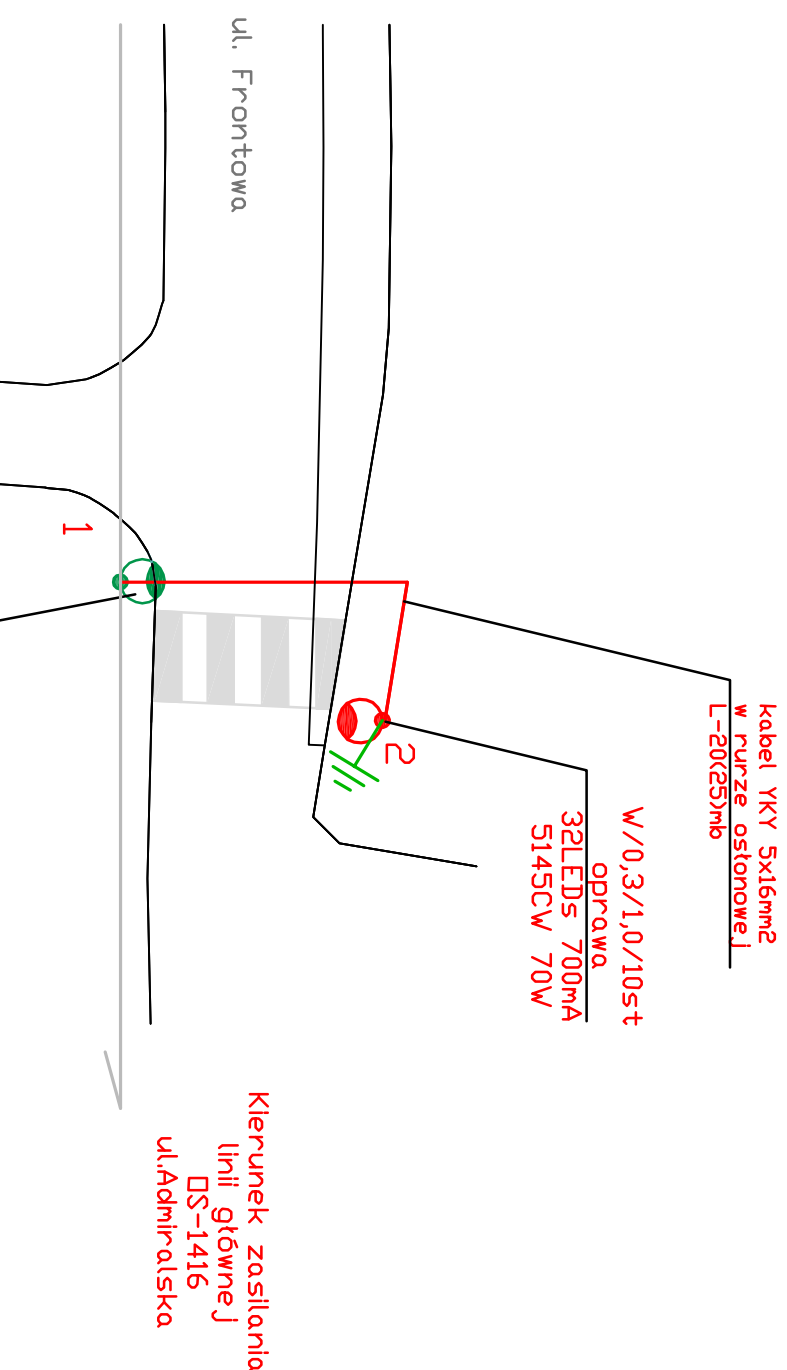 ul. Frontowa
1
2
kabel YKY 5x16mm2
w rurze osłonowej
L-20(25)mb
W/0,3/1,0/10st
oprawa
32LEDs 700mA
5145CW 70W
Kierunek zasilania
linii głównej
□S-1416
ul.Admiralska